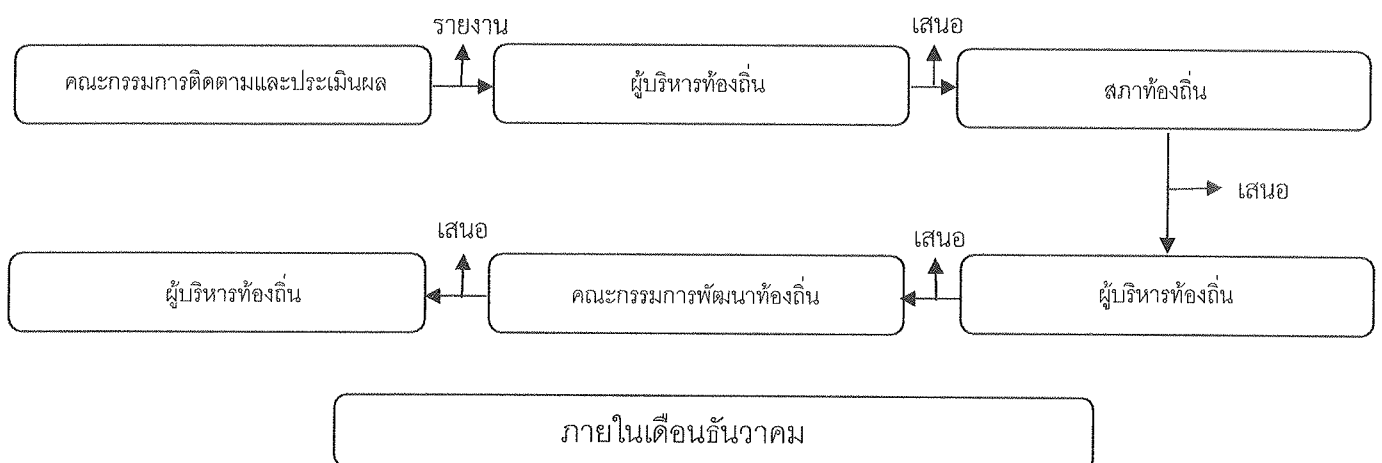 รายงาน
เสนอ
คณะกรรมการติดตามและประเมินผล
ผู้บริหารท้องถิ่น
สภาท้องถิ่น
เสนอ
เสนอ
เสนอ
ผู้บริหารท้องถิ่น
คณะกรรมการพัฒนาท้องถิ่น
ผู้บริหารท้องถิ่น
ภายในเดือนธันวาคม